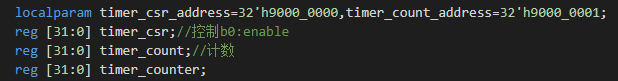 localparam timer_csr_address=32'h9000_0000,timer_count_address=32'h9000_0001;
reg [31:0] timer_csr;//控制b0:enable
reg [31:0] timer_count;//计数
reg [31:0] timer_counter;